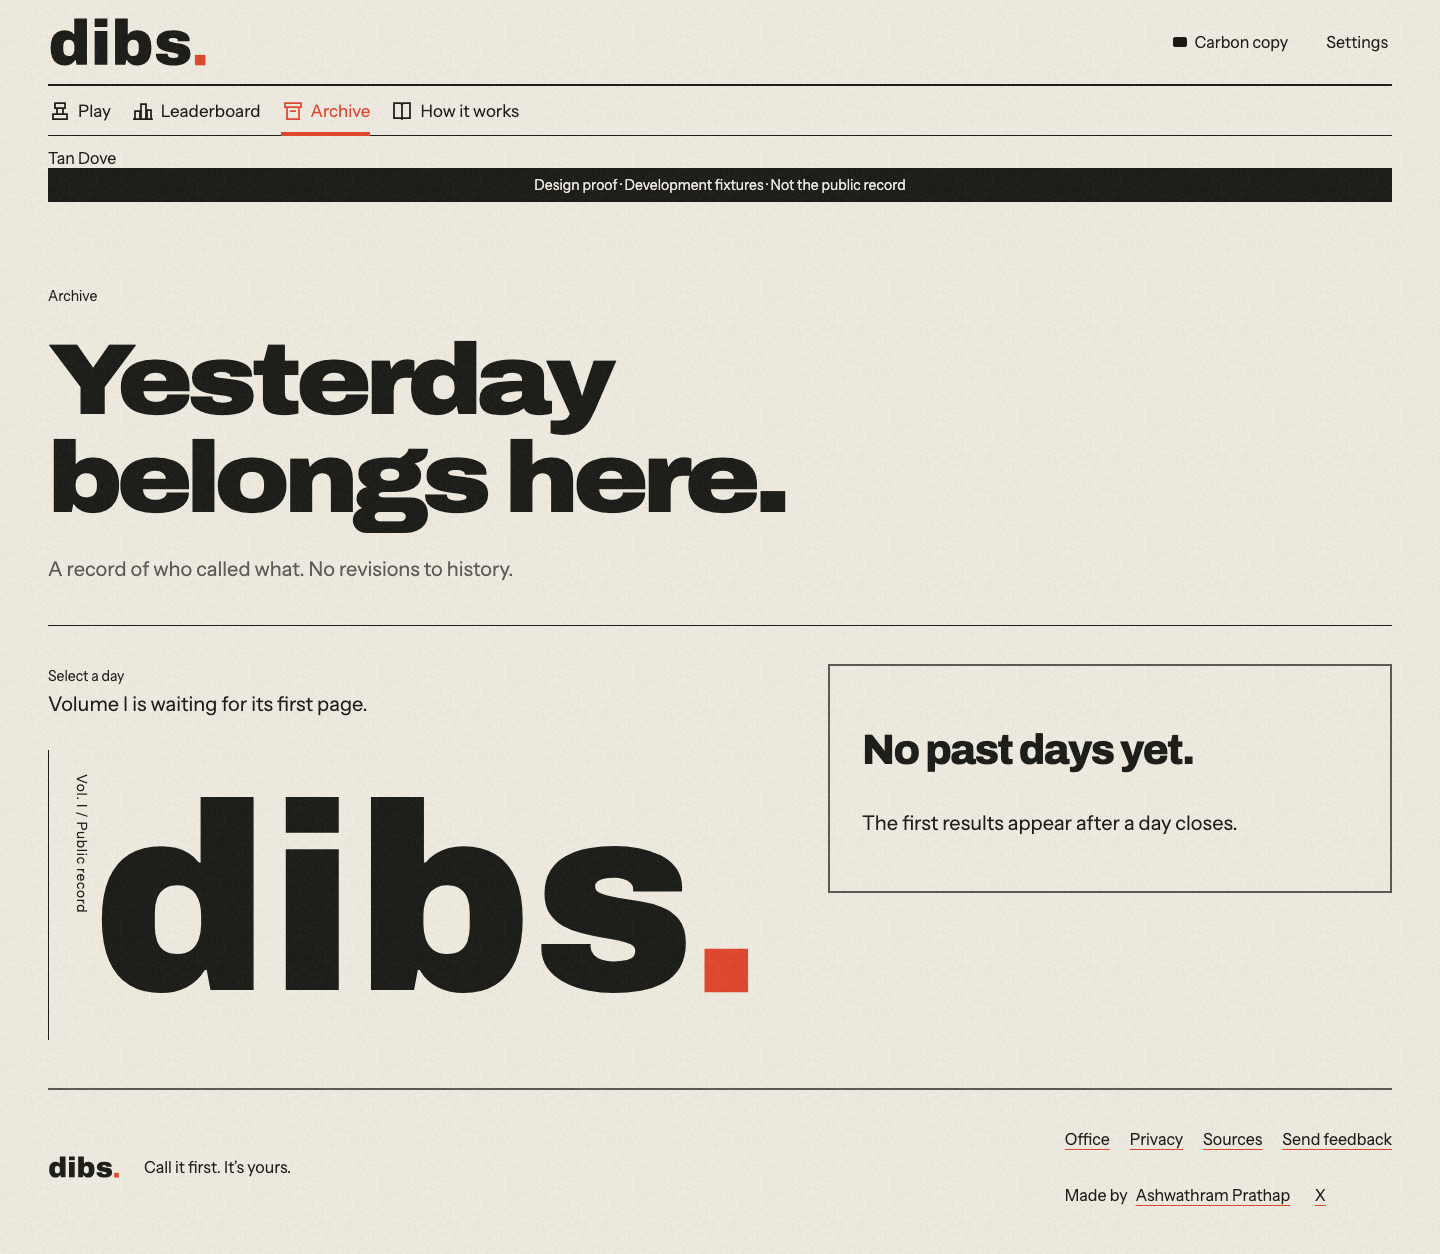 dibs.
Carbon copy
Settings
Play
Leaderboard
Archive
How it works
Tan Dove
Design proof · Development fixtures · Not the public record
Archive
Yesterday
belongs here.
A record of who called what. No revisions to history.
Select a day
Volume I is waiting for its first page.
Vol. I / Public record
dibs.
No past days yet.
The first results appear after a day closes.
dibs.
Call it first. It’s yours.
Office
Privacy
Sources
Send feedback
Made by Ashwathram Prathap
X